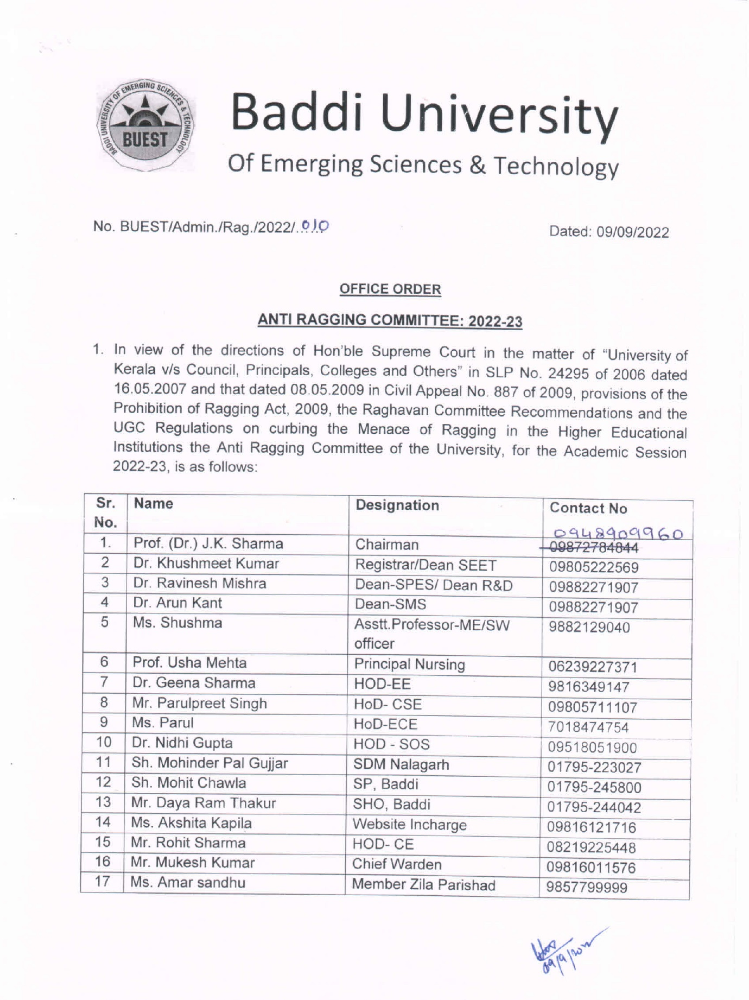 BADDI UNIVERSITY OF EMERGING SCIENCES & TECHNOLOGY
BUEST
Baddi University
Of Emerging Sciences & Technology
No. BUEST/Admin./Rag./2022/..010
Dated: 09/09/2022
OFFICE ORDER
ANTI RAGGING COMMITTEE: 2022-23
1. In view of the directions of Hon'ble Supreme Court in the matter of “University of
Kerala v/s Council, Principals, Colleges and Others” in SLP No. 24295 of 2006 dated
16.05.2007 and that dated 08.05.2009 in Civil Appeal No. 887 of 2009, provisions of the
Prohibition of Ragging Act, 2009, the Raghavan Committee Recommendations and the
UGC Regulations on curbing the Menace of Ragging in the Higher Educational
Institutions the Anti Ragging Committee of the University, for the Academic Session
2022-23, is as follows:
Sr. No. Name Designation Contact No
0948909960
1. Prof. (Dr.) J.K. Sharma Chairman 09872784844
2 Dr. Khushmeet Kumar Registrar/Dean SEET 09805222569
3 Dr. Ravinesh Mishra Dean-SPES/ Dean R&D 09882271907
4 Dr. Arun Kant Dean-SMS 09882271907
5 Ms. Shushma Asstt.Professor-ME/SW 9882129040
officer
6 Prof. Usha Mehta Principal Nursing 06239227371
7 Dr. Geena Sharma HOD-EE 9816349147
8 Mr. Parulpreet Singh HoD- CSE 09805711107
9 Ms. Parul HoD-ECE 7018474754
10 Dr. Nidhi Gupta HOD - SOS 09518051900
11 Sh. Mohinder Pal Gujjar SDM Nalagarh 01795-223027
12 Sh. Mohit Chawla SP, Baddi 01795-245800
13 Mr. Daya Ram Thakur SHO, Baddi 01795-244042
14 Ms. Akshita Kapila Website Incharge 09816121716
15 Mr. Rohit Sharma HOD- CE 08219225448
16 Mr. Mukesh Kumar Chief Warden 09816011576
17 Ms. Amar sandhu Member Zila Parishad 9857799999